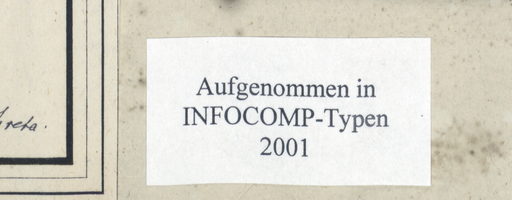 Aufgenommen in
INFOCOMP-Typen
2001